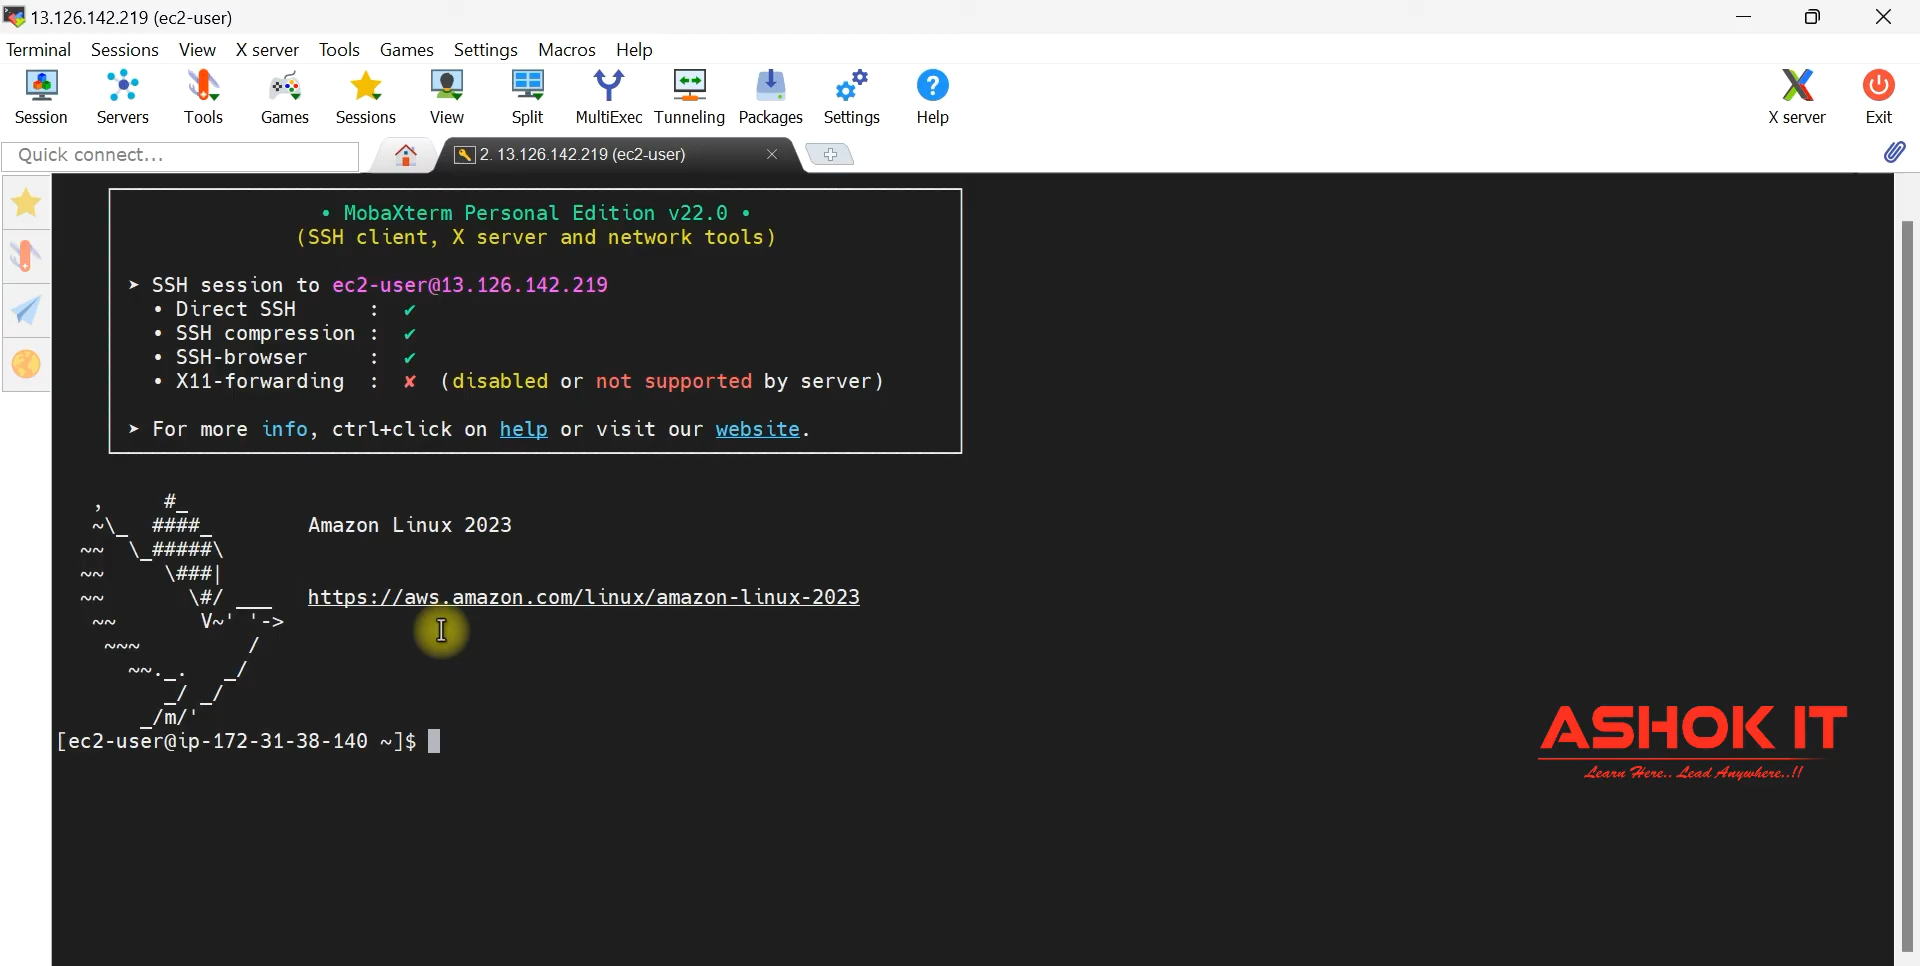 13.126.142.219 (ec2-user)
Terminal Sessions View X server Tools Games Settings Macros Help
Session Servers Tools Games Sessions View Split MultiExec Tunneling Packages Settings Help X server Exit
Quick connect...
2. 13.126.142.219 (ec2-user)
• MobaXterm Personal Edition v22.0 •
(SSH client, X server and network tools)
➤ SSH session to ec2-user@13.126.142.219
• Direct SSH : ✔
• SSH compression : ✔
• SSH-browser : ✔
• X11-forwarding : ✘ (disabled or not supported by server)
➤ For more info, ctrl+click on help or visit our website.
,      #_
~\_  ####_        Amazon Linux 2023
~~  \_#####\
~~     \###|
~~       \#/ ___   https://aws.amazon.com/linux/amazon-linux-2023
~~       V~' '->
~~~         /
~~._.   _/
_/ _/
_/m/'
[ec2-user@ip-172-31-38-140 ~]$
ASHOK IT
Learn Here.. Lead Anywhere..!!